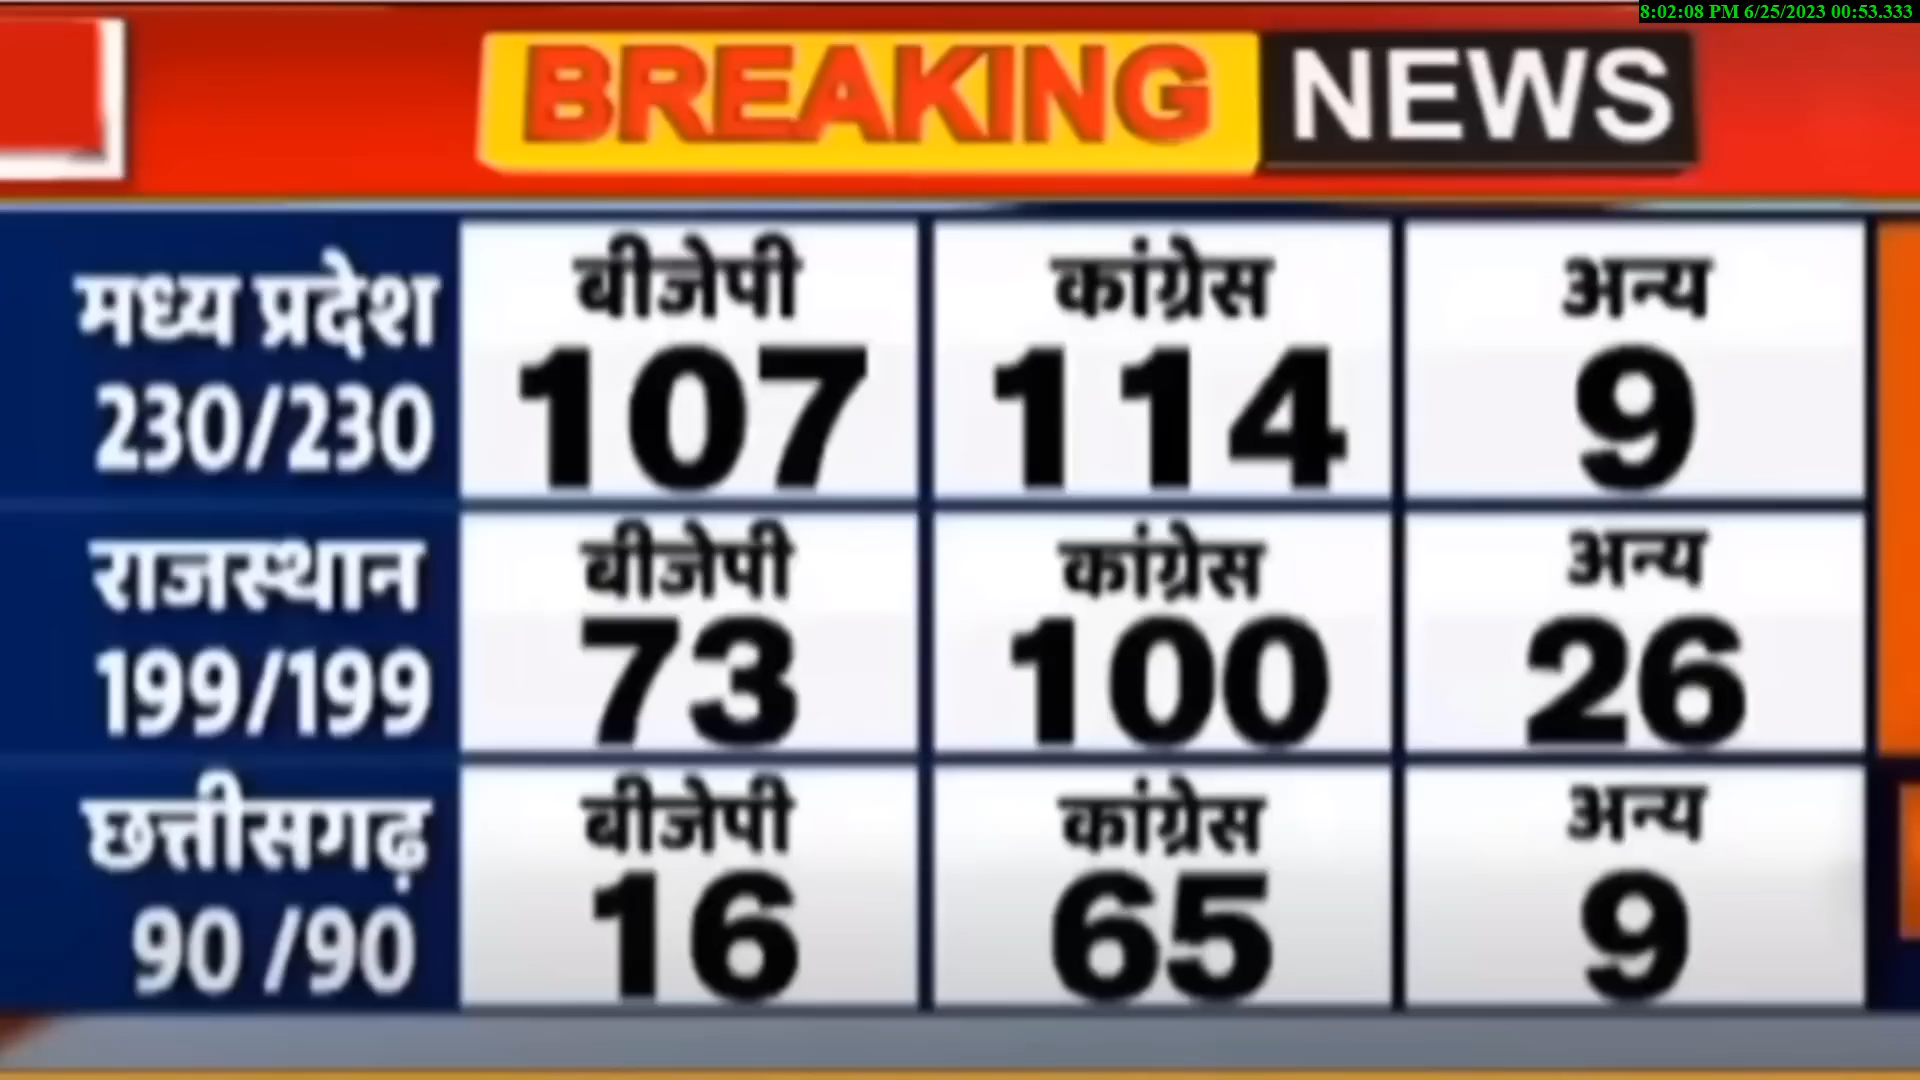 8:02:08 PM 6/25/2023 00:53.333
BREAKING NEWS
मध्य प्रदेश
230/230
बीजेपी
107
कांग्रेस
114
अन्य
9
राजस्थान
199/199
बीजेपी
73
कांग्रेस
100
अन्य
26
छत्तीसगढ़
90 /90
बीजेपी
16
कांग्रेस
65
अन्य
9